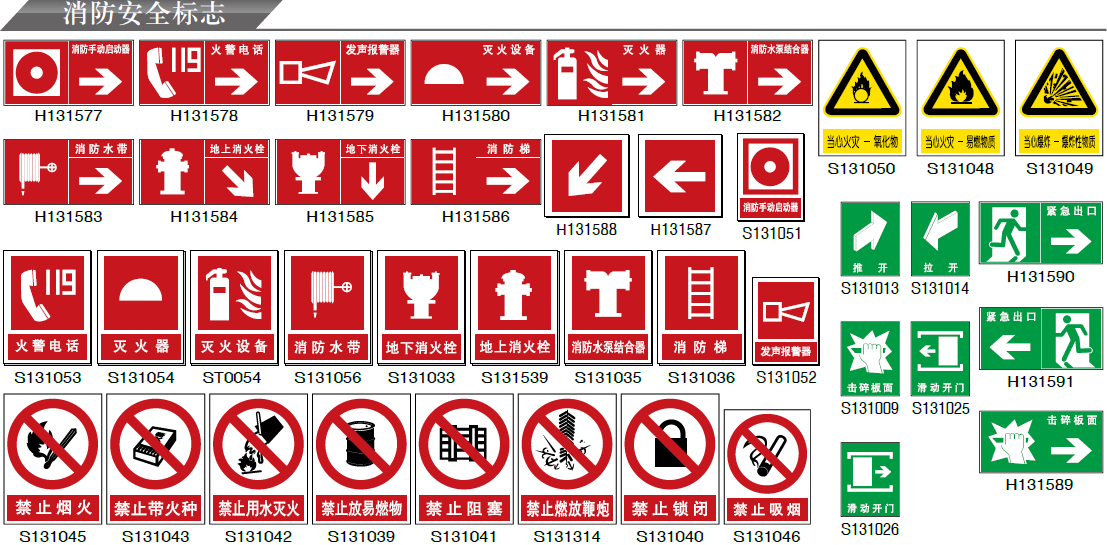 消防安全标志
消防手动启动器
119
火警电话
发声报警器
灭火设备
灭火器
消防水泵结合器
H131577
H131578
H131579
H131580
H131581
H131582
消防水带
地上消火栓
地下消火栓
消防梯
消防手动启动器
H131583
H131584
H131585
H131586
H131588
H131587
S131051
当心火灾－氧化物
当心火灾－易燃物质
当心爆炸－爆炸性物质
S131050
S131048
S131049
119
火警电话
灭火器
灭火设备
消防水带
地下消火栓
地上消火栓
消防水泵结合器
消防梯
发声报警器
S131053
S131054
ST0054
S131056
S131033
S131539
S131035
S131036
S131052
推开
拉开
紧急出口
S131013
S131014
H131590
紧急出口
H131591
击碎板面
滑动开门
S131009
S131025
击碎板面
H131589
滑动开门
S131026
禁止烟火
禁止带火种
禁止用水灭火
禁止放易燃物
禁止阻塞
禁止燃放鞭炮
禁止锁闭
禁止吸烟
S131045
S131043
S131042
S131039
S131041
S131314
S131040
S131046